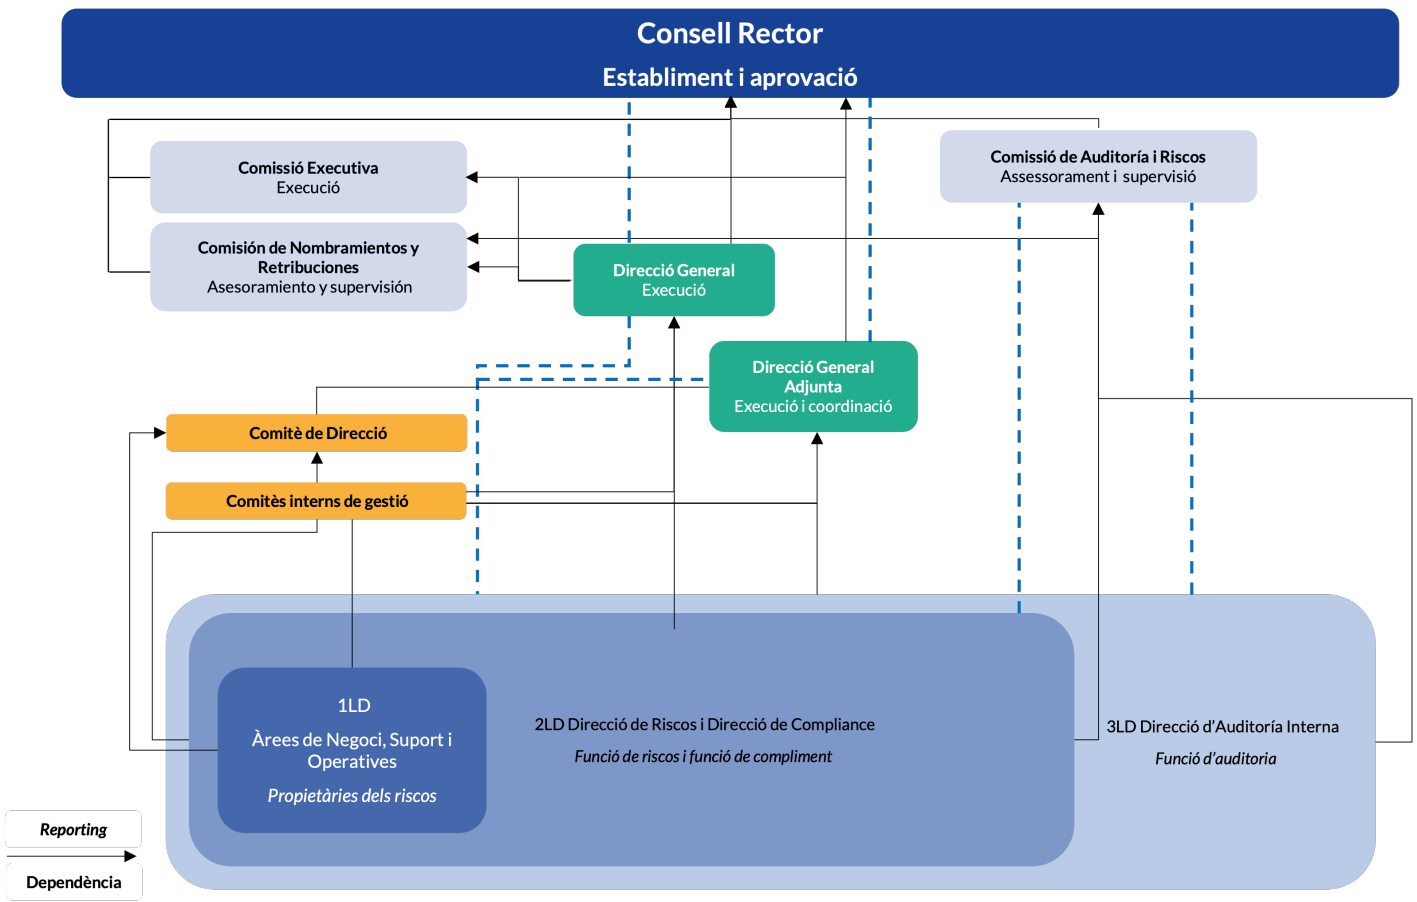 Consell Rector
Establiment i aprovació
Comissió Executiva
Execució
Comissió de Auditoría i Riscos
Assessorament i supervisió
Comisión de Nombramientos y
Retribuciones
Asesoramiento y supervisión
Direcció General
Execució
Direcció General
Adjunta
Execució i coordinació
Comitè de Direcció
Comitès interns de gestió
1LD
Àrees de Negoci, Suport i
Operatives
Propietàries dels riscos
2LD Direcció de Riscos i Direcció de Compliance
Funció de riscos i funció de compliment
3LD Direcció d’Auditoría Interna
Funció d’auditoria
Reporting
Dependència